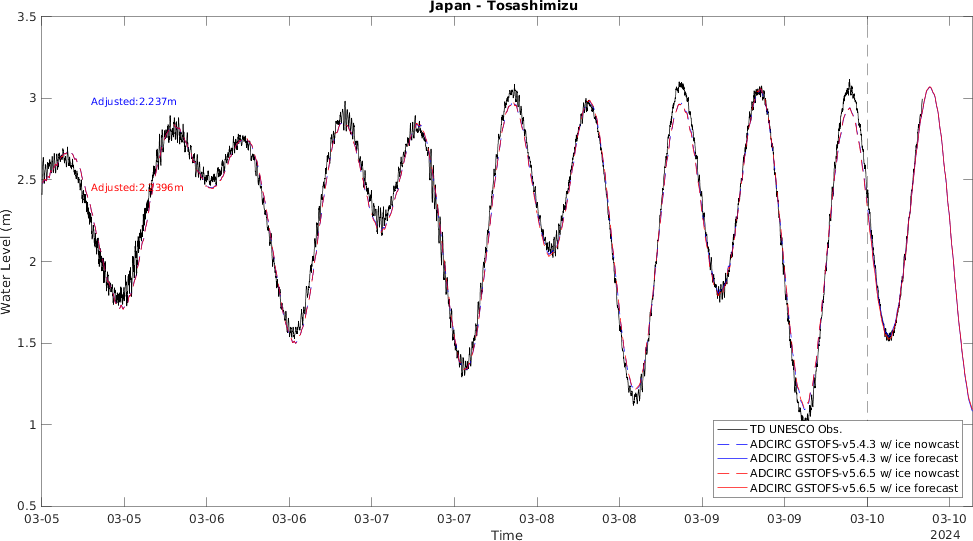 Japan - Tosashimizu
3.5
3
2.5
2
1.5
1
0.5
Water Level (m)
Adjusted:2.237m
03-05
03-05
03-06
03-06
03-07
03-07
03-08
03-08
03-09
03-09
03-10
03-10
2024
Time
TD UNESCO Obs.
ADCIRC GSTOFS-v5.4.3 w/ ice nowcast
ADCIRC GSTOFS-v5.4.3 w/ ice forecast
ADCIRC GSTOFS-v5.6.5 w/ ice nowcast
ADCIRC GSTOFS-v5.6.5 w/ ice forecast